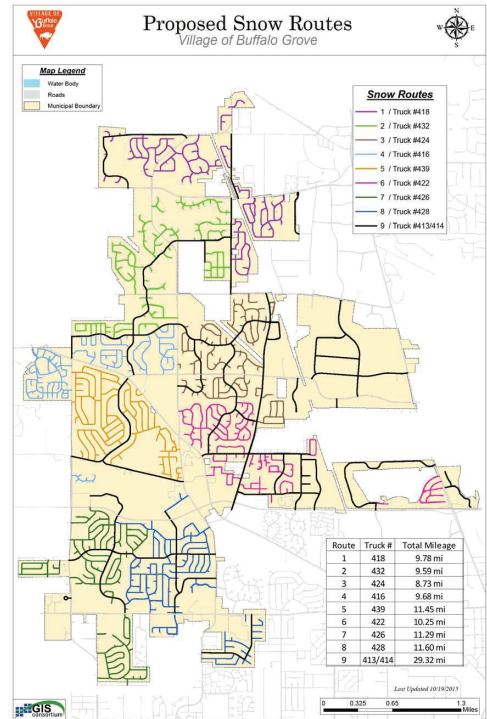 VILLAGE OF
Buffalo
Grove
Proposed Snow Routes
Village of Buffalo Grove
N
W
E
S
Map Legend
Water Body
Roads
Municipal Boundary
Snow Routes
1 / Truck #418
2 / Truck #432
3 / Truck #424
4 / Truck #416
5 / Truck #439
6 / Truck #422
7 / Truck #426
8 / Truck #428
9 / Truck #413/414
Route Truck # Total Mileage
1 418 9.78 mi
2 432 9.59 mi
3 424 8.73 mi
4 416 9.68 mi
5 439 11.45 mi
6 422 10.25 mi
7 426 11.29 mi
8 428 11.60 mi
9 413/414 29.32 mi
Last Updated 10/19/2015
0 0.325 0.65 1.3
Miles
GIS
consortium